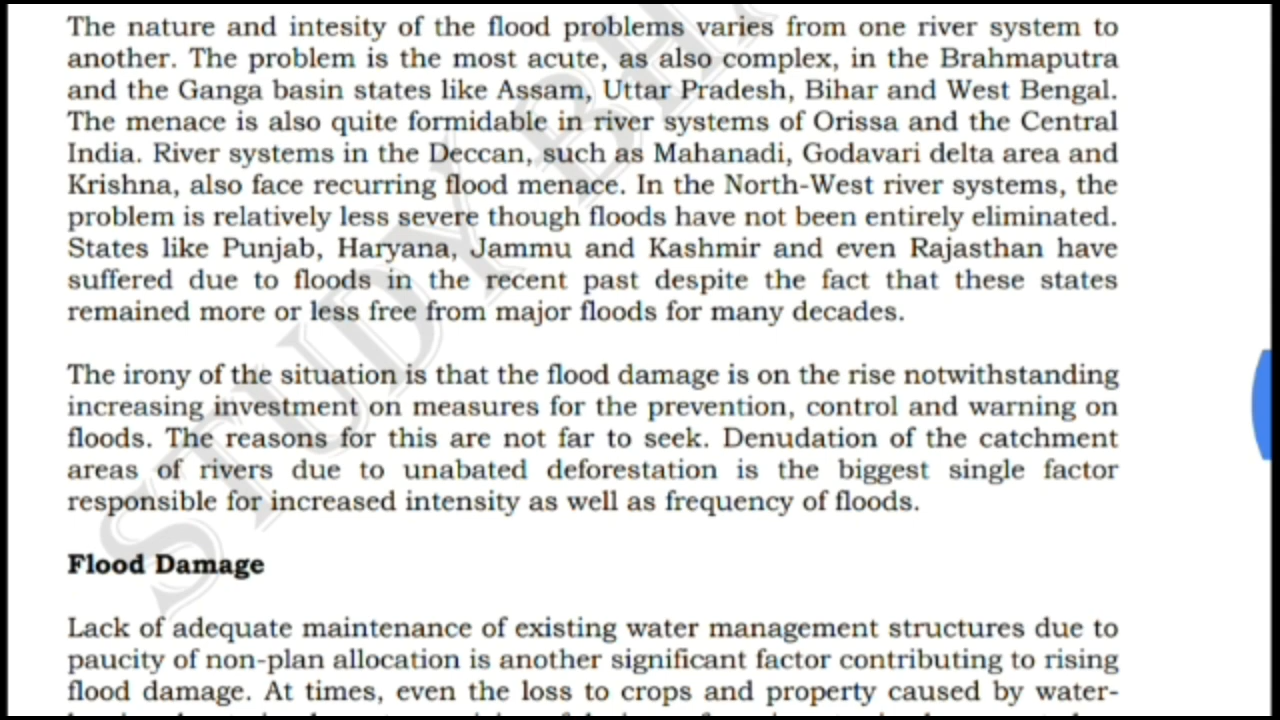 The nature and intesity of the flood problems varies from one river system to
another. The problem is the most acute, as also complex, in the Brahmaputra
and the Ganga basin states like Assam, Uttar Pradesh, Bihar and West Bengal.
The menace is also quite formidable in river systems of Orissa and the Central
India. River systems in the Deccan, such as Mahanadi, Godavari delta area and
Krishna, also face recurring flood menace. In the North-West river systems, the
problem is relatively less severe though floods have not been entirely eliminated.
States like Punjab, Haryana, Jammu and Kashmir and even Rajasthan have
suffered due to floods in the recent past despite the fact that these states
remained more or less free from major floods for many decades.
The irony of the situation is that the flood damage is on the rise notwithstanding
increasing investment on measures for the prevention, control and warning on
floods. The reasons for this are not far to seek. Denudation of the catchment
areas of rivers due to unabated deforestation is the biggest single factor
responsible for increased intensity as well as frequency of floods.
Flood Damage
Lack of adequate maintenance of existing water management structures due to
paucity of non-plan allocation is another significant factor contributing to rising
flood damage. At times, even the loss to crops and property caused by water-
STUDY BH